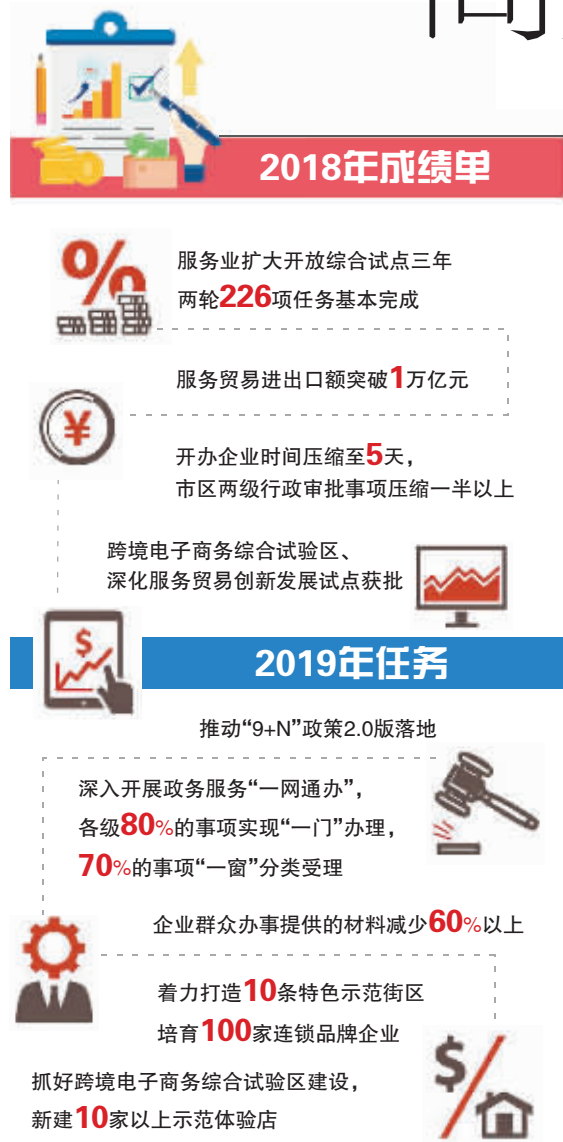 2018年成绩单
服务业扩大开放综合试点三年
两轮226项任务基本完成
服务贸易进出口额突破1万亿元
开办企业时间压缩至5天，
市区两级行政审批事项压缩一半以上
跨境电子商务综合试验区、
深化服务贸易创新发展试点获批
2019年任务
推动“9+N”政策2.0版落地
深入开展政务服务“一网通办”，
各级80%的事项实现“一门”办理，
70%的事项“一窗”分类受理
企业群众办事提供的材料减少60%以上
着力打造10条特色示范街区
培育100家连锁品牌企业
抓好跨境电子商务综合试验区建设，
新建10家以上示范体验店